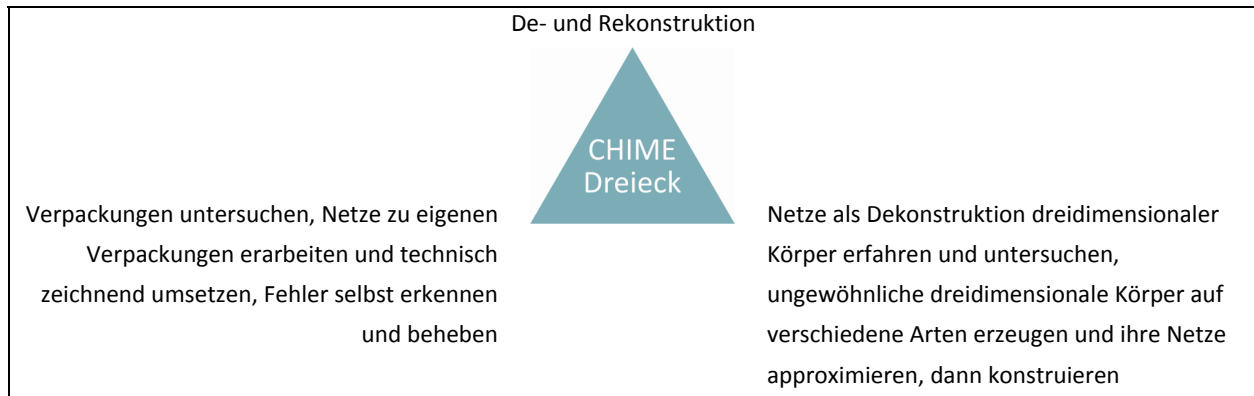 De- und Rekonstruktion
CHIME
Dreieck
Verpackungen untersuchen, Netze zu eigenen
Verpackungen erarbeiten und technisch
zeichnend umsetzen, Fehler selbst erkennen
und beheben
Netze als Dekonstruktion dreidimensionaler
Körper erfahren und untersuchen,
ungewöhnliche dreidimensionale Körper auf
verschiedene Arten erzeugen und ihre Netze
approximieren, dann konstruieren